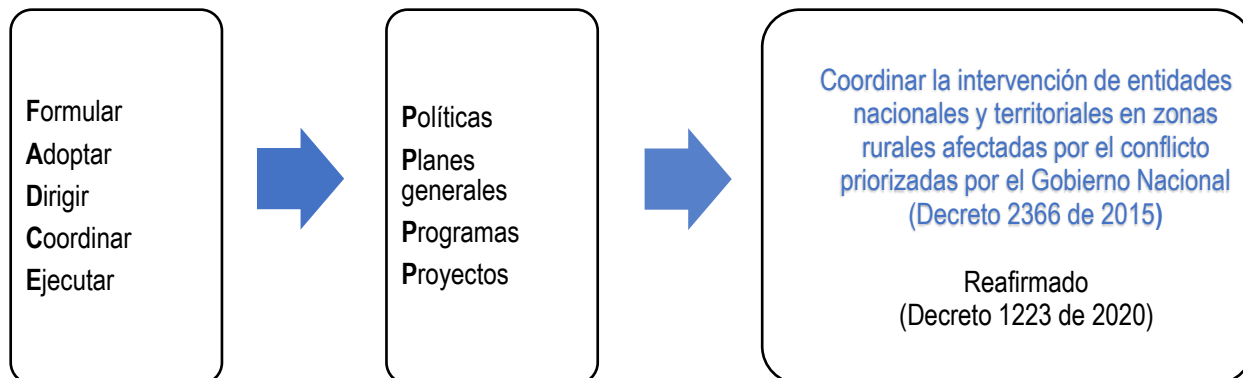 Formular
Adoptar
Dirigir
Coordinar
Ejecutar
Políticas
Planes
generales
Programas
Proyectos
Coordinar la intervención de entidades
nacionales y territoriales en zonas
rurales afectadas por el conflicto
priorizadas por el Gobierno Nacional
(Decreto 2366 de 2015)
Reafirmado
(Decreto 1223 de 2020)